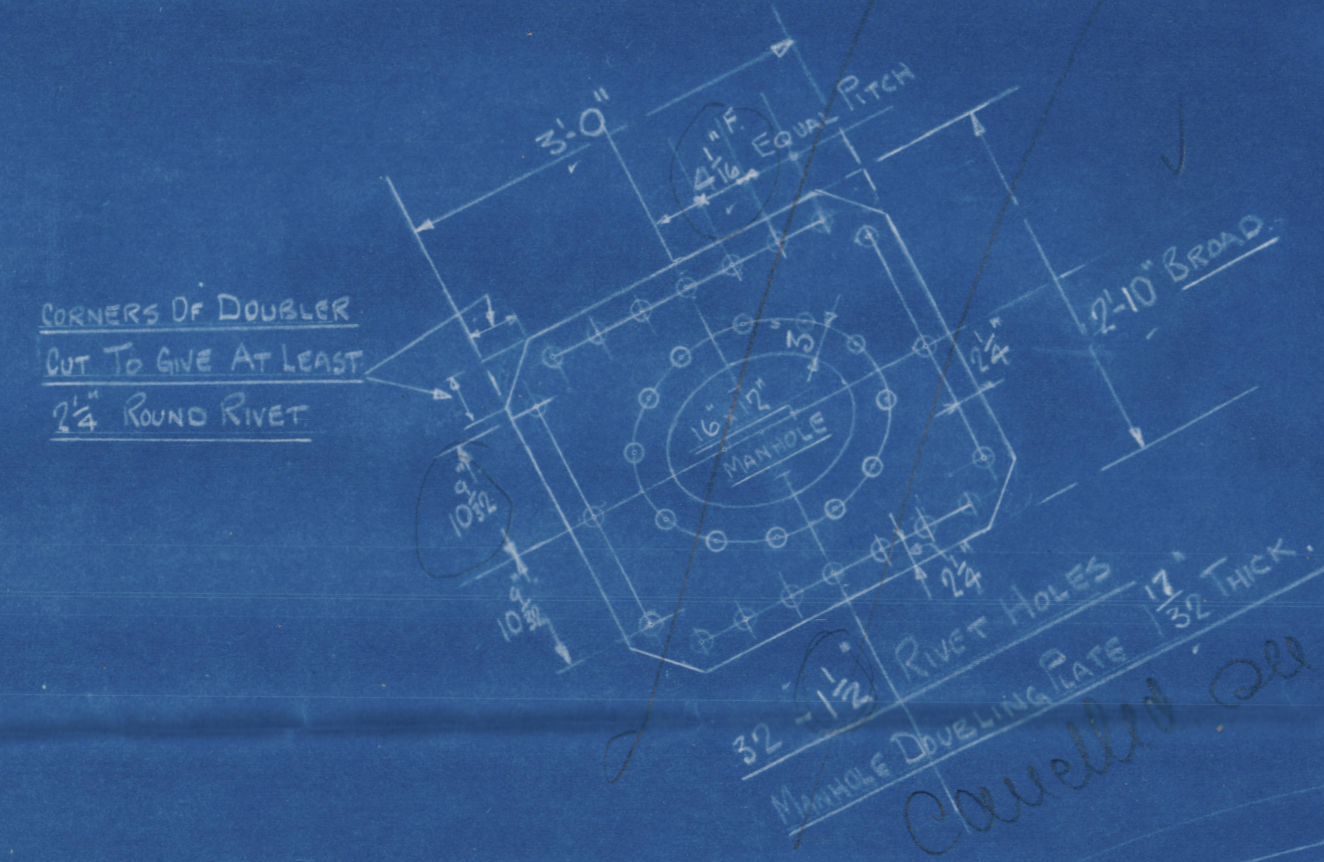 3'-0"
4 1/16" F. EQUAL PITCH
2'-10" BROAD.
CORNERS OF DOUBLER
CUT TO GIVE AT LEAST
2 1/4" ROUND RIVET
3"
2 1/4"
16" 12"
MANHOLE
10 9/32"
10 9/32"
2 1/4"
32 - 1 1/2" RIVET HOLES
MANHOLE DOUBLING PLATE 17/32" THICK.
Cancelled